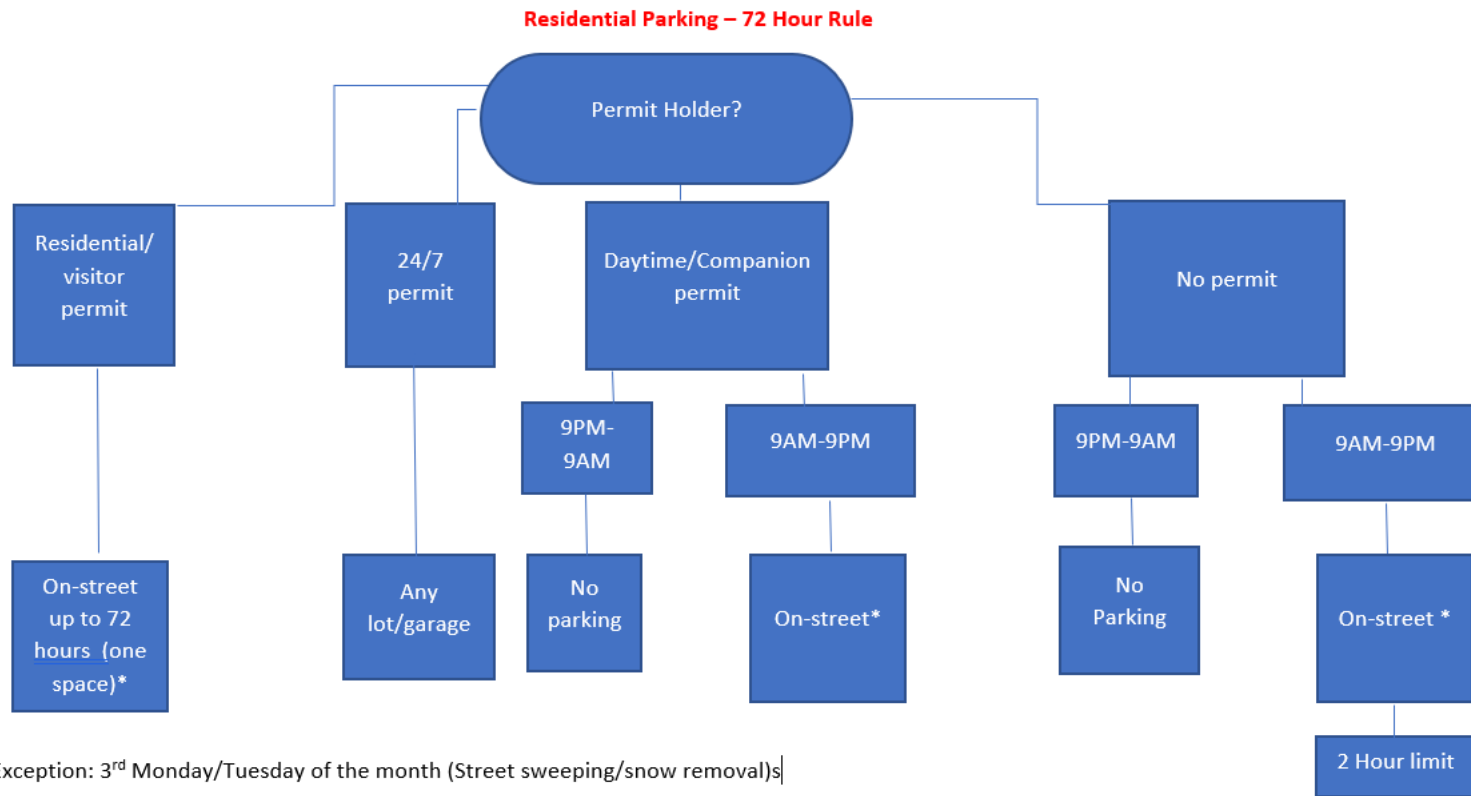 Residential Parking – 72 Hour Rule
Permit Holder?
Residential/
visitor
permit
24/7
permit
Daytime/Companion
permit
No permit
9PM-
9AM
9AM-9PM
9PM-9AM
9AM-9PM
On-street
up to 72
hours (one
space)*
Any
lot/garage
No
parking
On-street*
No
Parking
On-street *
2 Hour limit
xception: 3rd Monday/Tuesday of the month (Street sweeping/snow removal)s